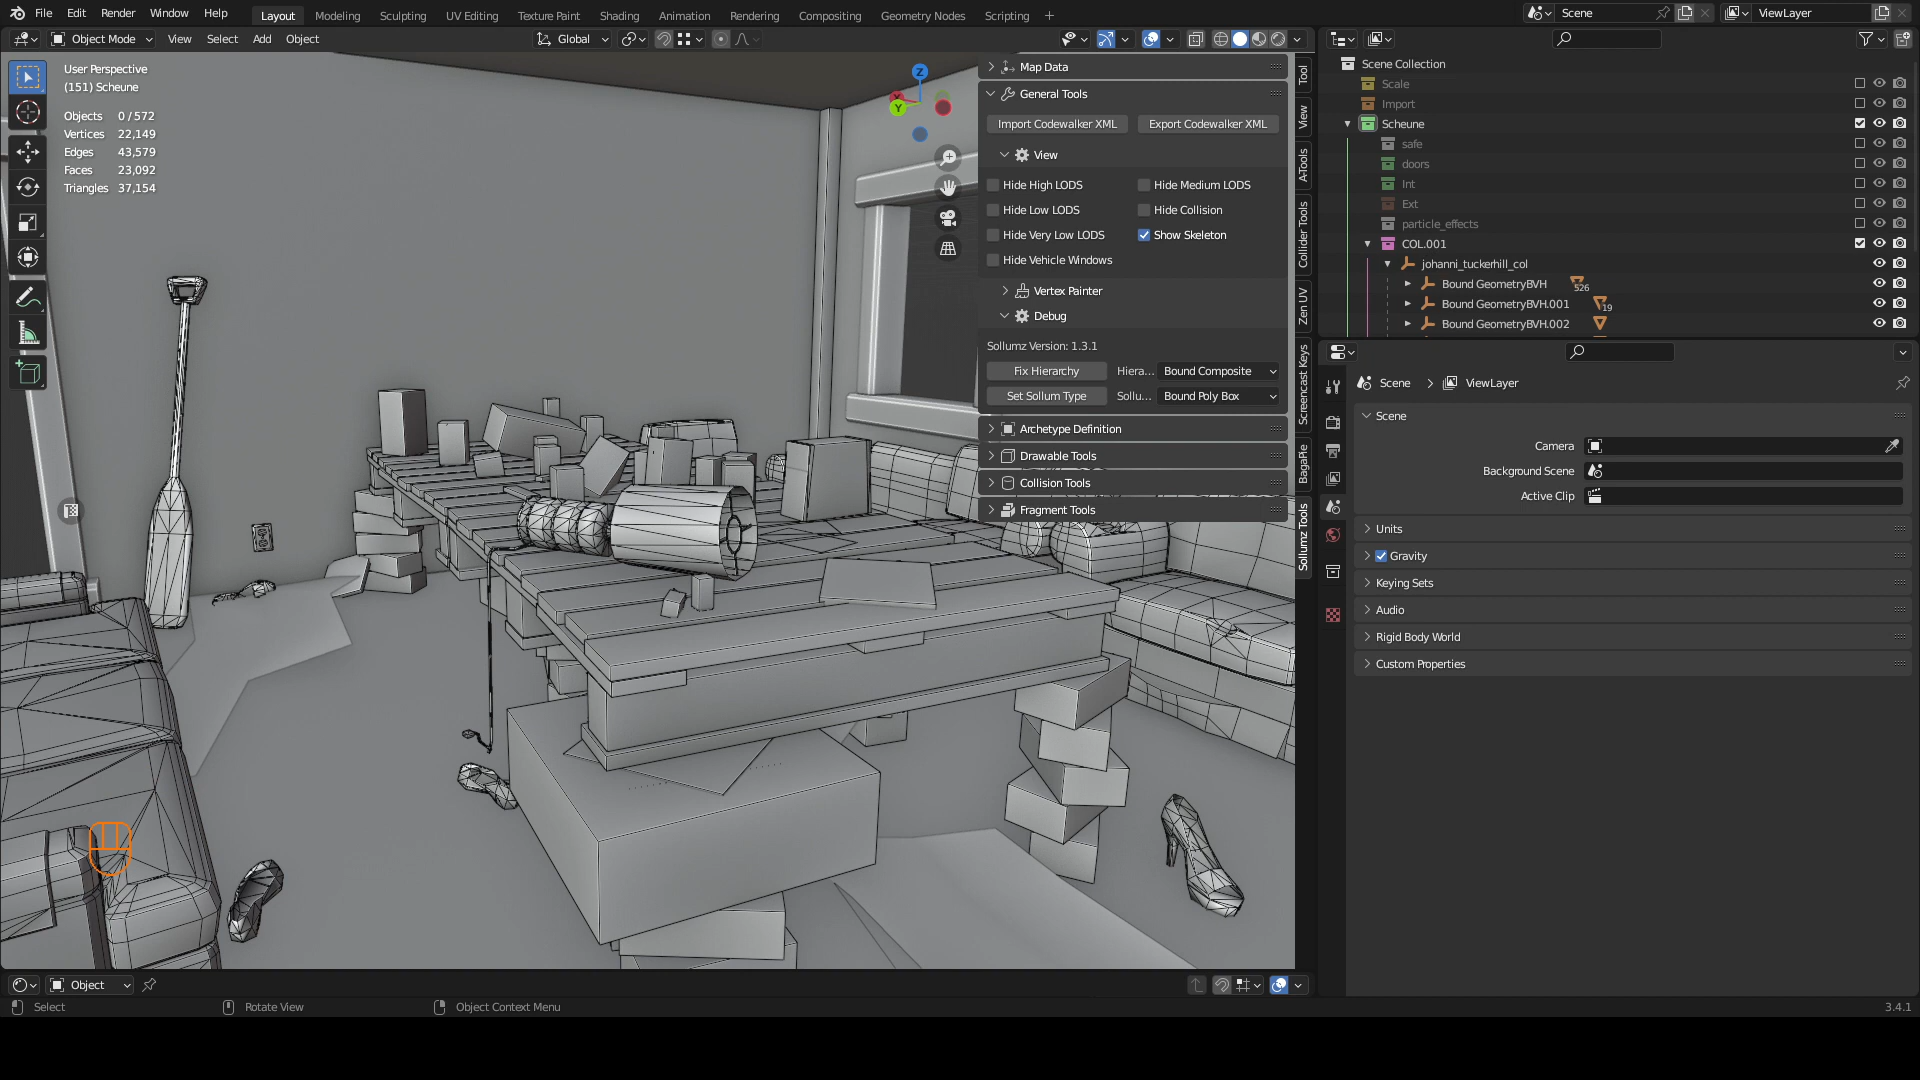 File Edit Render Window Help Layout Modeling Sculpting UV Editing Texture Paint Shading Animation Rendering Compositing Geometry Nodes Scripting + Scene ViewLayer
Object Mode View Select Add Object Global
User Perspective
(151) Scheune
Objects 0 / 572
Vertices 22,149
Edges 43,579
Faces 23,092
Triangles 37,154
Z
X
Y
Map Data
General Tools
Import Codewalker XML Export Codewalker XML
View
Hide High LODS Hide Medium LODS
Hide Low LODS Hide Collision
Hide Very Low LODS Show Skeleton
Hide Vehicle Windows
Vertex Painter
Debug
Sollumz Version: 1.3.1
Fix Hierarchy Hiera... Bound Composite
Set Sollum Type Sollu... Bound Poly Box
Archetype Definition
Drawable Tools
Collision Tools
Fragment Tools
Tool
View
A-Tools
Collider Tools
Zen UV
Screencast Keys
BagaPie
Sollumz Tools
Scene Collection
Scale
Import
Scheune
safe
doors
Int
Ext
particle_effects
COL.001
johanni_tuckerhill_col
Bound GeometryBVH 526
Bound GeometryBVH.001 19
Bound GeometryBVH.002
Scene > ViewLayer
Scene
Camera
Background Scene
Active Clip
Units
Gravity
Keying Sets
Audio
Rigid Body World
Custom Properties
Object
Select Rotate View Object Context Menu 3.4.1